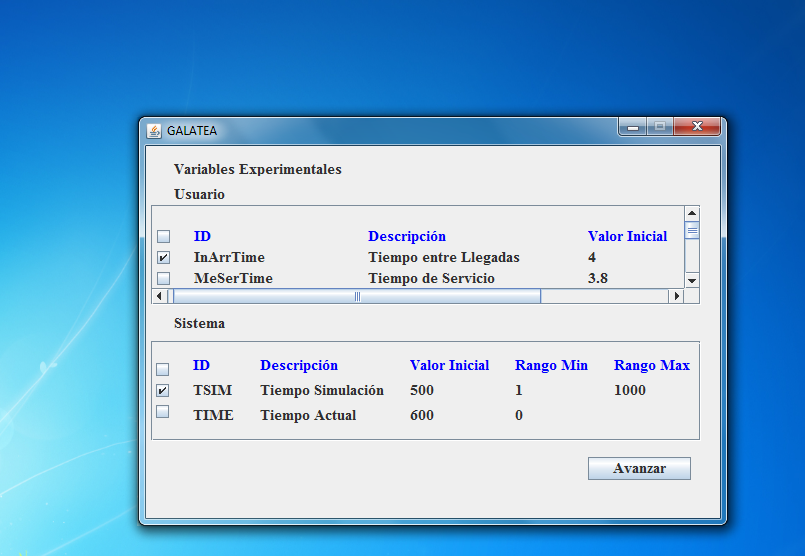 GALATEA
Variables Experimentales
Usuario
ID Descripción Valor Inicial
InArrTime Tiempo entre Llegadas 4
MeSerTime Tiempo de Servicio 3.8
Sistema
ID Descripción Valor Inicial Rango Min Rango Max
TSIM Tiempo Simulación 500 1 1000
TIME Tiempo Actual 600 0
Avanzar